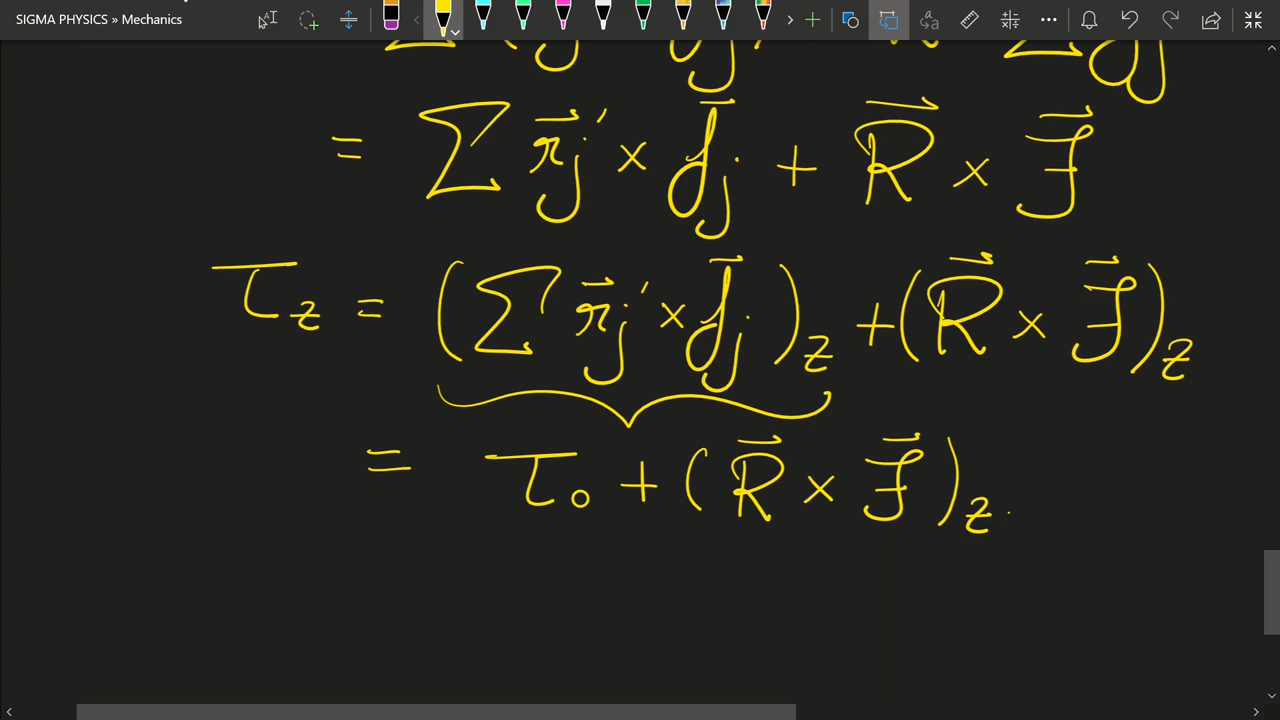 SIGMA PHYSICS » Mechanics
= Σ r⃗j′ × f⃗j + R⃗ × F⃗
τz = (Σ r⃗j′ × f⃗j)z + (R⃗ × F⃗)z
= τ0 + (R⃗ × F⃗)z